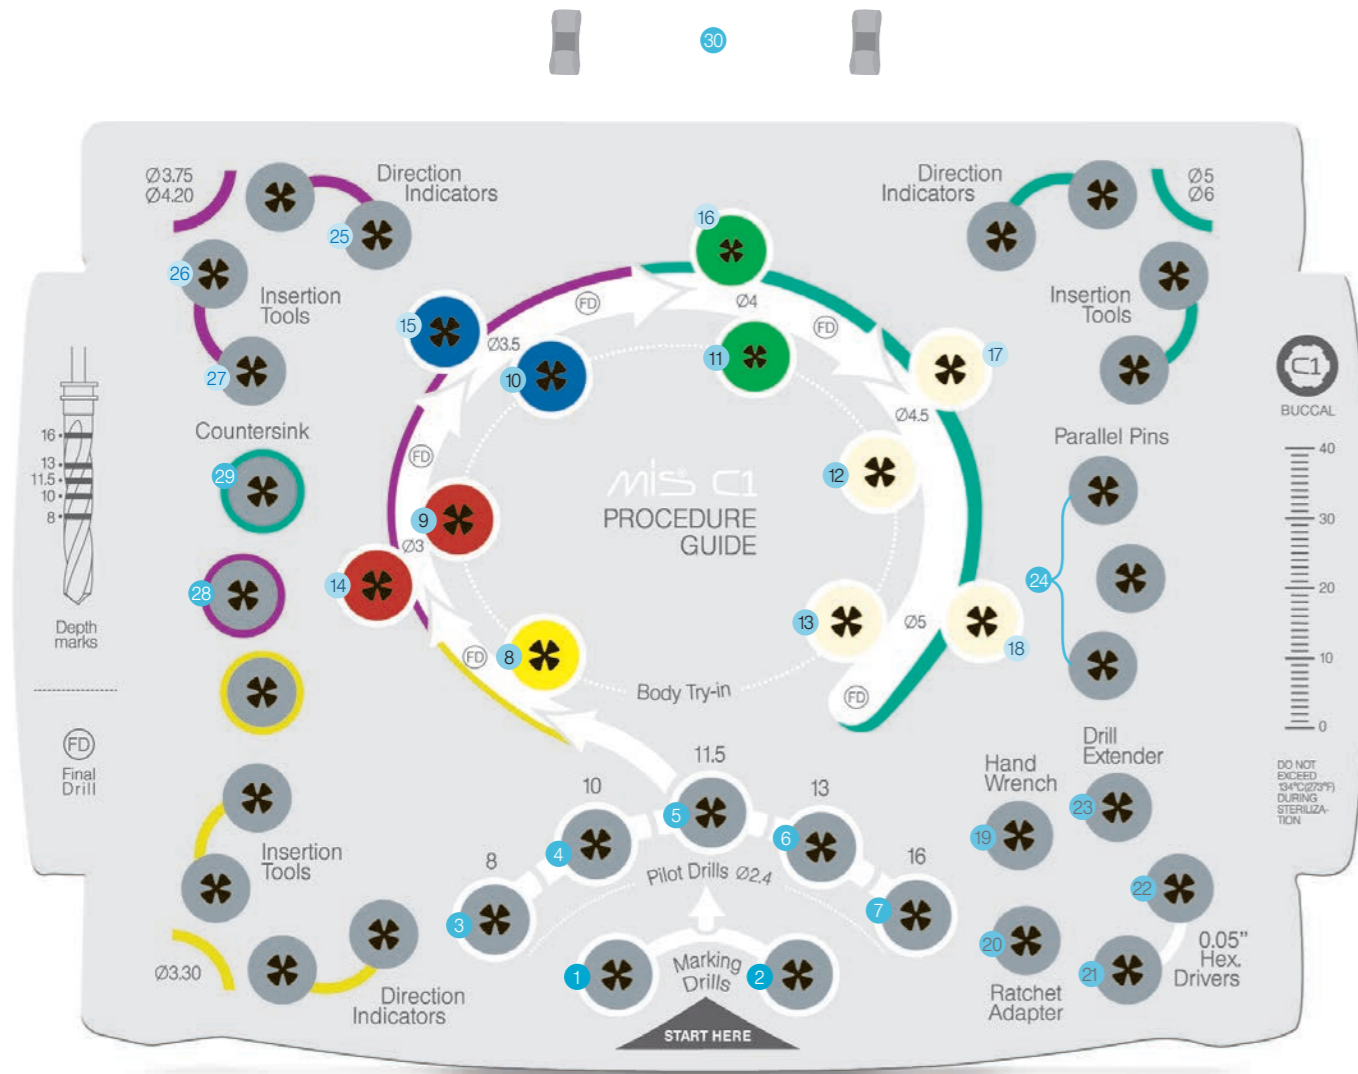 30
Ø3.75
Ø4.20
Direction
Indicators
25
26
Insertion
Tools
27
16
Direction
Indicators
Ø5
Ø6
Insertion
Tools
FD
Ø4
FD
15
Ø3.5
10
11
17
Ø4.5
C1
BUCCAL
16
13
11.5
10
8
Depth
marks
FD
Final
Drill
Countersink
29
28
FD
9
Ø3
14
MIS® C1
PROCEDURE
GUIDE
12
13
Ø5
18
FD
8
FD
Body Try-in
Parallel Pins
24
40
30
20
10
0
DO NOT
EXCEED
134°C(273°F)
DURING
STERILIZA-
TION
Drill
Extender
23
Hand
Wrench
19
22
20
21
0.05”
Hex.
Drivers
Ratchet
Adapter
8
10
11.5
13
16
3
4
5
6
7
Pilot Drills Ø2.4
1
Marking
Drills
2
START HERE
Insertion
Tools
Ø3.30
Direction
Indicators